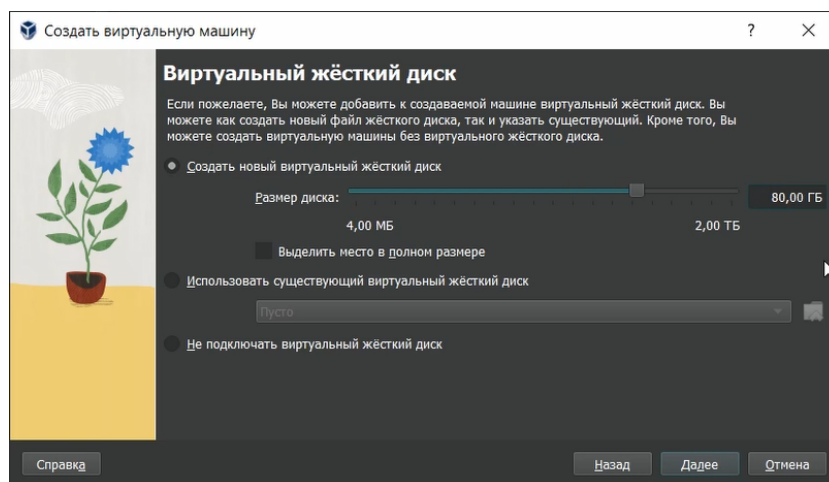 Создать виртуальную машину
Виртуальный жёсткий диск
Если пожелаете, Вы можете добавить к создаваемой машине виртуальный жёсткий диск. Вы
можете как создать новый файл жёсткого диска, так и указать существующий. Кроме того, Вы
можете создать виртуальную машины без виртуального жёсткого диска.
Создать новый виртуальный жёсткий диск
Размер диска: 80,00 ГБ
4,00 МБ 2,00 ТБ
Выделить место в полном размере
Использовать существующий виртуальный жёсткий диск
Пусто
Не подключать виртуальный жёсткий диск
Справка Назад Далее Отмена